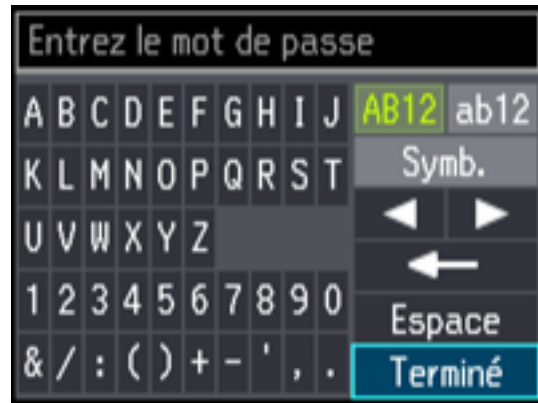 Entrez le mot de passe
A B C D E F G H I J AB12 ab12
K L M N O P Q R S T Symb.
U V W X Y Z
1 2 3 4 5 6 7 8 9 0 Espace
& / : ( ) + - ' , . Terminé